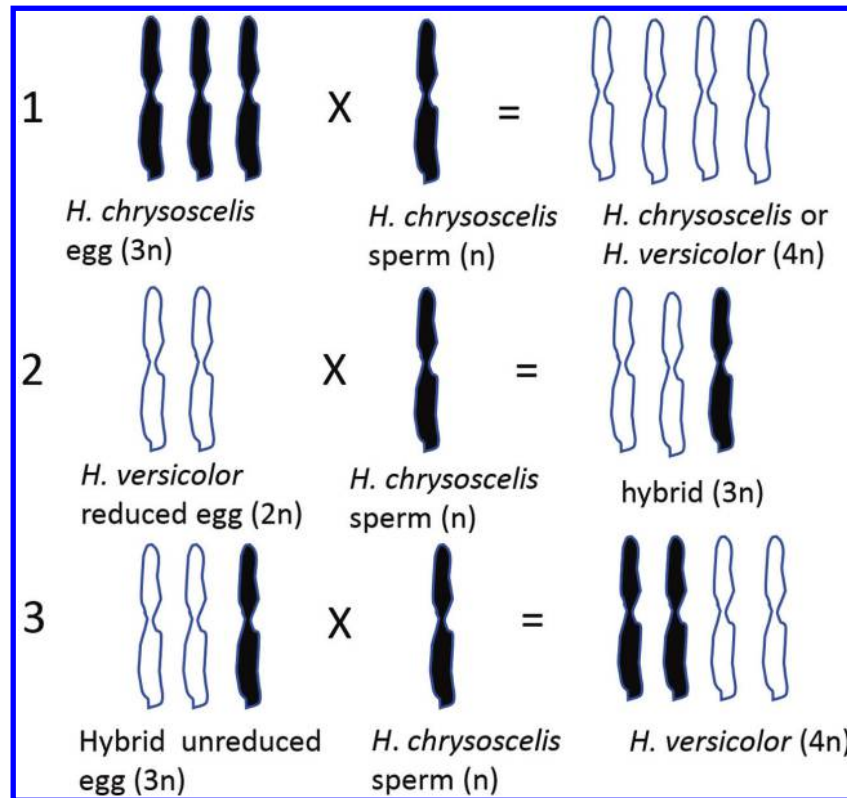 1 X =
H. chrysoscelis H. chrysoscelis H. chrysoscelis or
egg (3n) sperm (n) H. versicolor (4n)
2 X =
H. versicolor H. chrysoscelis hybrid (3n)
reduced egg (2n) sperm (n)
3 X =
Hybrid unreduced H. chrysoscelis H. versicolor (4n)
egg (3n) sperm (n)